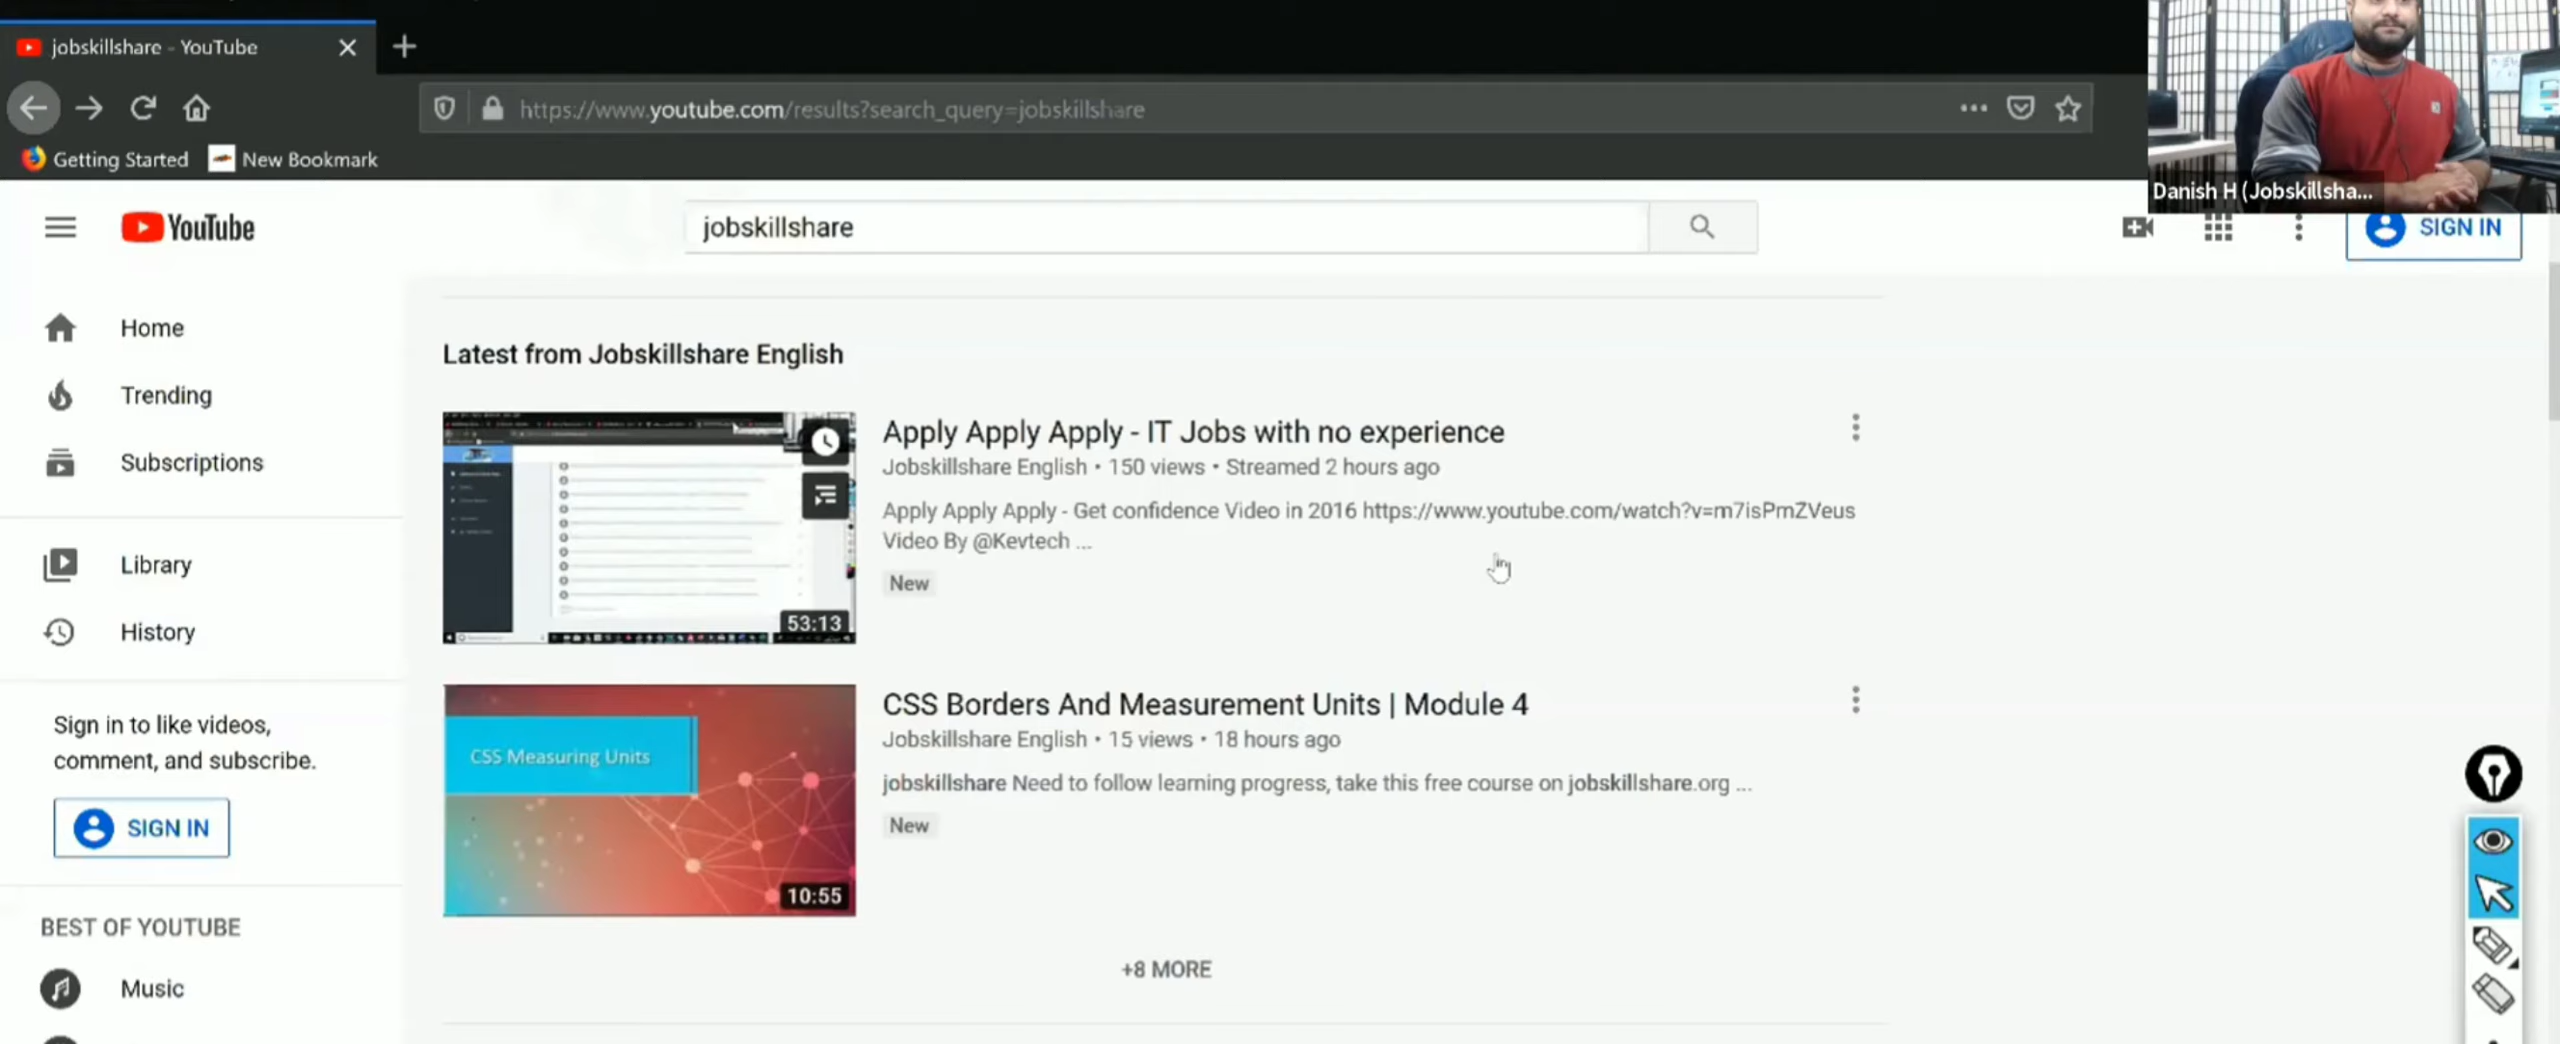 jobskillshare - YouTube
https://www.youtube.com/results?search_query=jobskillshare
Getting Started
New Bookmark
Danish H (Jobskillsha...
YouTube
jobskillshare
SIGN IN
Home
Trending
Subscriptions
Library
History
Sign in to like videos,
comment, and subscribe.
SIGN IN
BEST OF YOUTUBE
Music
Latest from Jobskillshare English
53:13
Apply Apply Apply - IT Jobs with no experience
Jobskillshare English • 150 views • Streamed 2 hours ago
Apply Apply Apply - Get confidence Video in 2016 https://www.youtube.com/watch?v=m7isPmZVeus
Video By @Kevtech ...
New
CSS Measuring Units
10:55
CSS Borders And Measurement Units | Module 4
Jobskillshare English • 15 views • 18 hours ago
jobskillshare Need to follow learning progress, take this free course on jobskillshare.org ...
New
+8 MORE